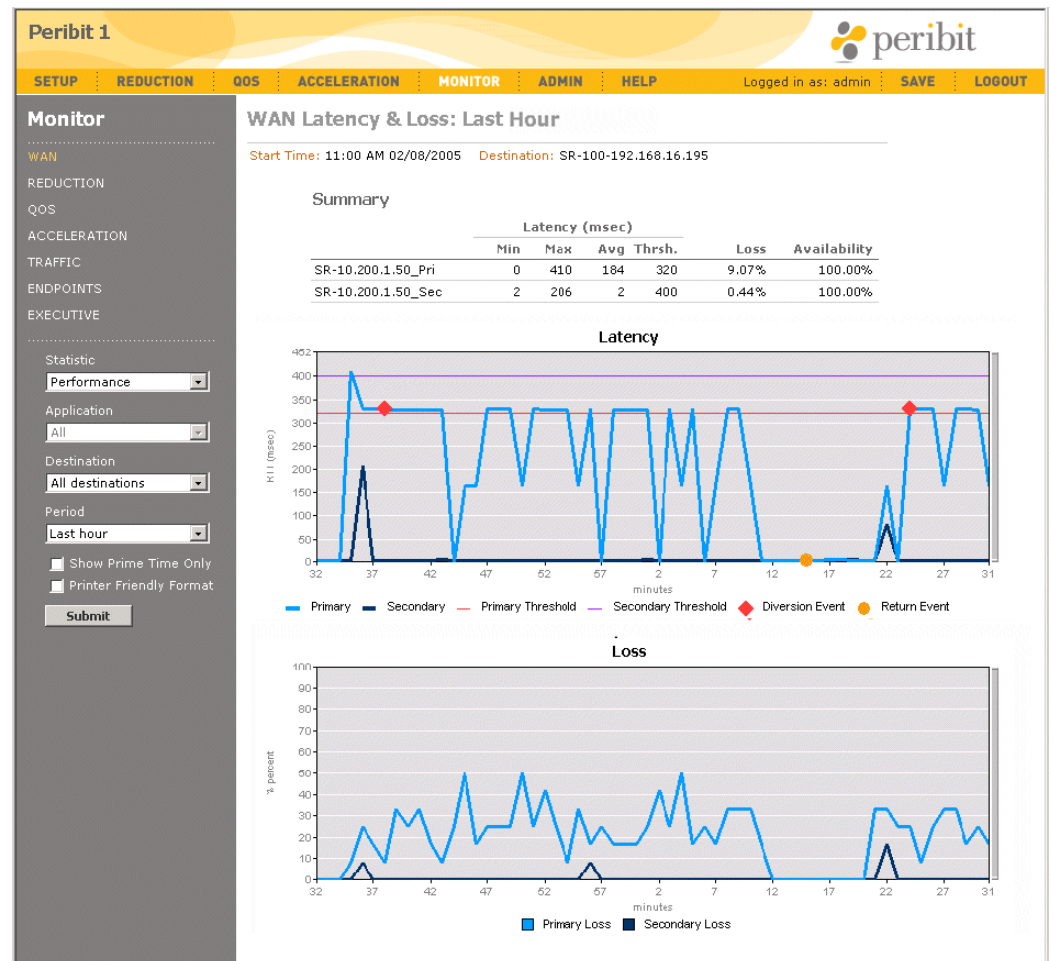 Peribit 1
peribit
SETUP REDUCTION QOS ACCELERATION MONITOR ADMIN HELP Logged in as: admin SAVE LOGOUT
Monitor
WAN
REDUCTION
QOS
ACCELERATION
TRAFFIC
ENDPOINTS
EXECUTIVE
Statistic
Performance
Application
All
Destination
All destinations
Period
Last hour
Show Prime Time Only
Printer Friendly Format
Submit
WAN Latency & Loss: Last Hour
Start Time: 11:00 AM 02/08/2005 Destination: SR-100-192.168.16.195
Summary
Latency (msec)
Min Max Avg Thrsh. Loss Availability
SR-10.200.1.50_Pri 0 410 184 320 9.07% 100.00%
SR-10.200.1.50_Sec 2 206 2 400 0.44% 100.00%
Latency
452
400
350
300
250
200
150
100
50
0
(msec)
32 37 42 47 52 57 2 7 12 17 22 27 31
minutes
Primary Secondary Primary Threshold Secondary Threshold Diversion Event Return Event
Loss
100
90
80
70
60
50
40
30
20
10
0
% percent
32 37 42 47 52 57 2 7 12 17 22 27 31
minutes
Primary Loss Secondary Loss